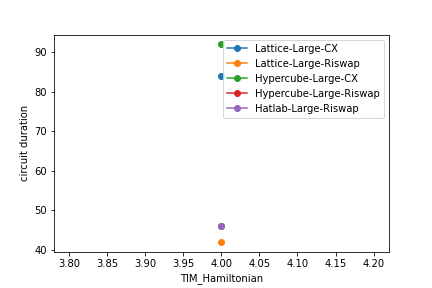 90
80
70
60
50
40
circuit duration
Lattice-Large-CX
Lattice-Large-Riswap
Hypercube-Large-CX
Hypercube-Large-Riswap
Hatlab-Large-Riswap
3.80 3.85 3.90 3.95 4.00 4.05 4.10 4.15 4.20
TIM_Hamiltonian